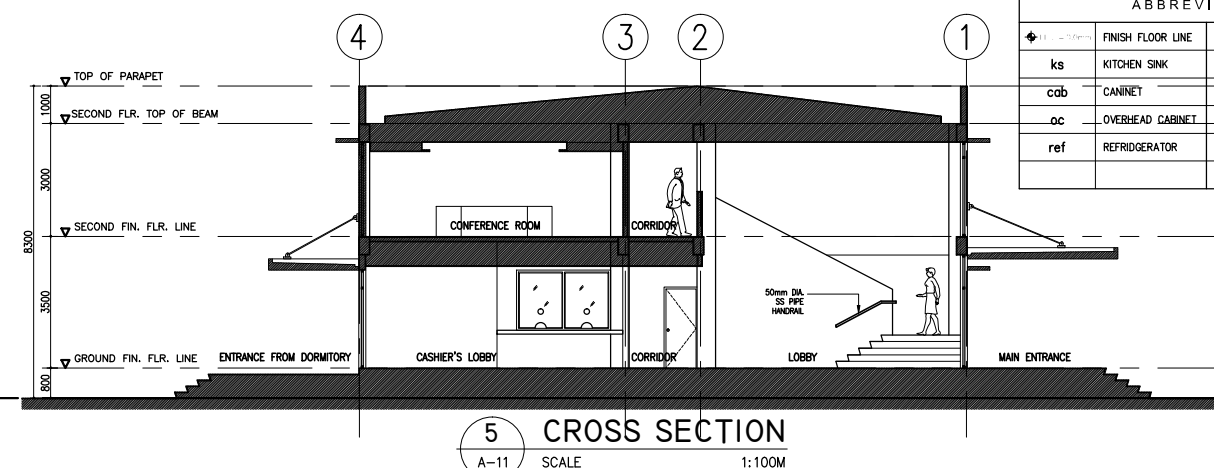 ABBREVI
FINISH FLOOR LINE
ks KITCHEN SINK
cab CANINET
oc OVERHEAD CABINET
ref REFRIDGERATOR
4 3 2 1
TOP OF PARAPET
1000
SECOND FLR. TOP OF BEAM
3000
SECOND FIN. FLR. LINE
8300
3500
GROUND FIN. FLR. LINE
800
CONFERENCE ROOM
CORRIDOR
50mm DIA.
SS PIPE
HANDRAIL
ENTRANCE FROM DORMITORY
CASHIER'S LOBBY
CORRIDOR
LOBBY
MAIN ENTRANCE
5 CROSS SECTION
A-11 SCALE 1:100M